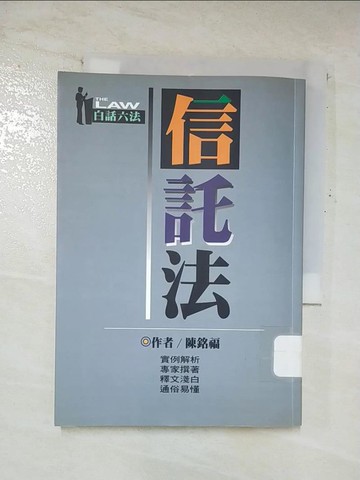 THE
LAW
白話六法
信託法
◎作者/陳銘福
實例解析
專家撰著
釋文淺白
通俗易懂